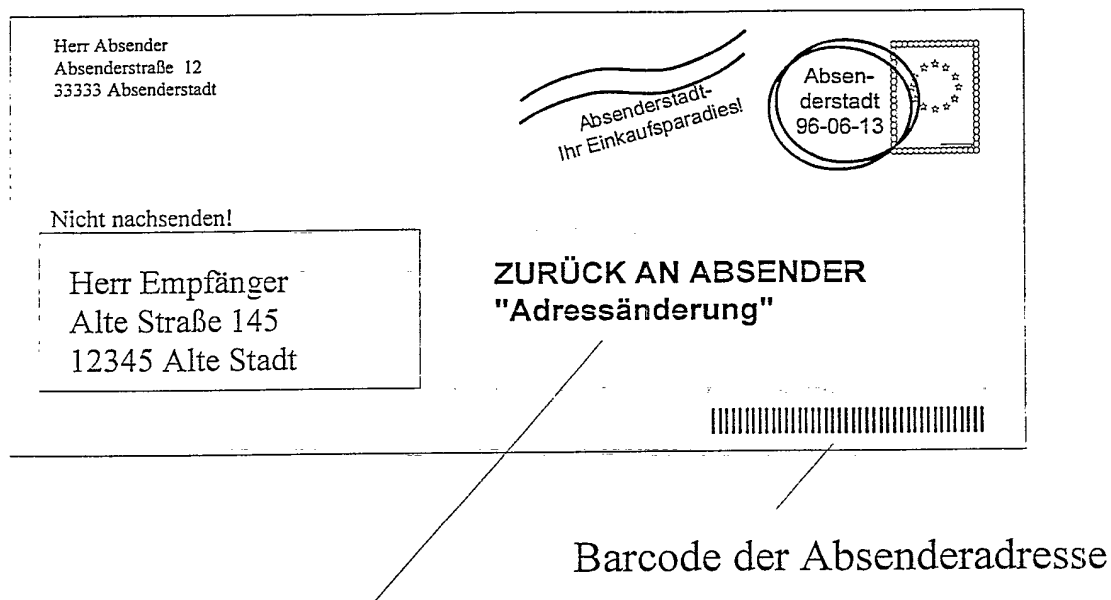 Herr Absender
Absenderstraße 12
33333 Absenderstadt
Absenderstadt-
Ihr Einkaufsparadies!
Absen-
derstadt
96-06-13
Nicht nachsenden!
Herr Empfänger
Alte Straße 145
12345 Alte Stadt
ZURÜCK AN ABSENDER
"Adressänderung"
Barcode der Absenderadresse